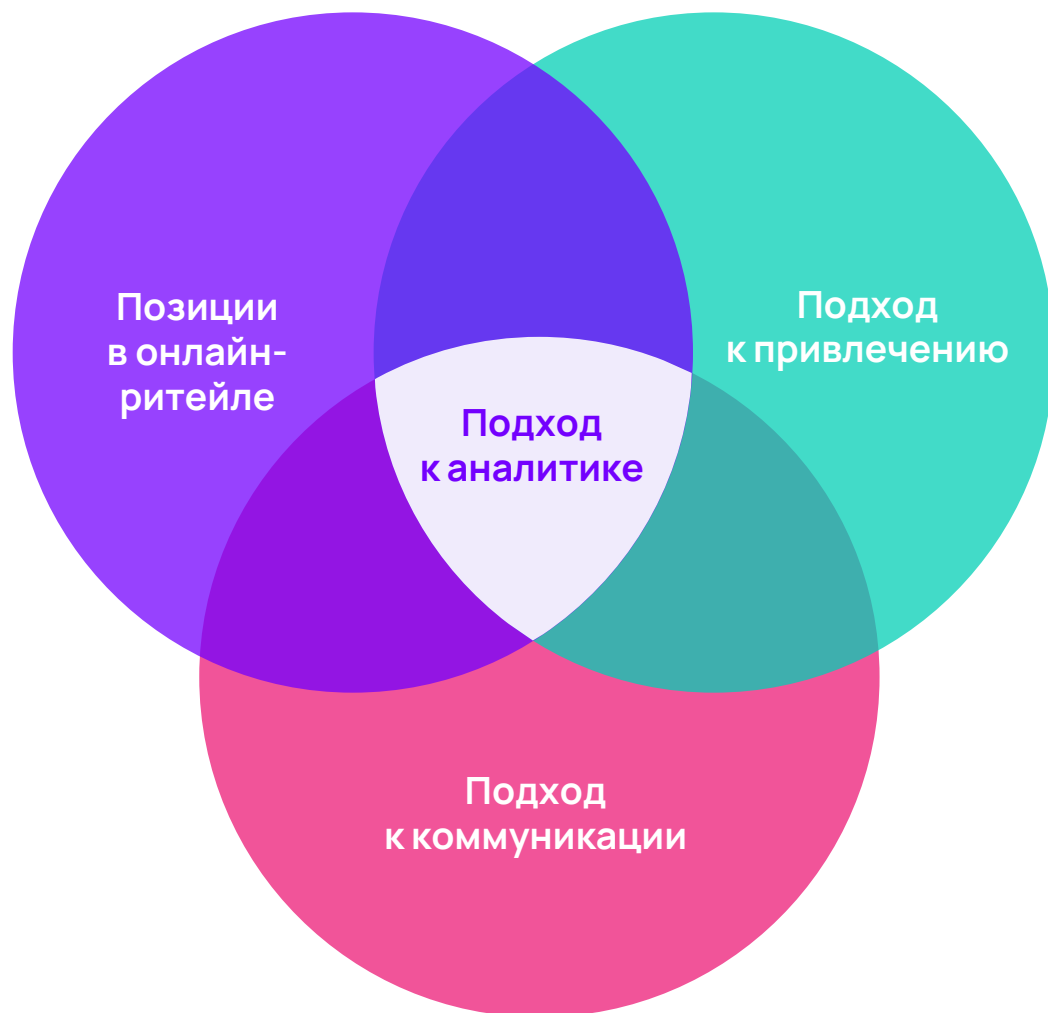 Позиции
в онлайн-
ритейле
Подход
к привлечению
Подход
к аналитике
Подход
к коммуникации